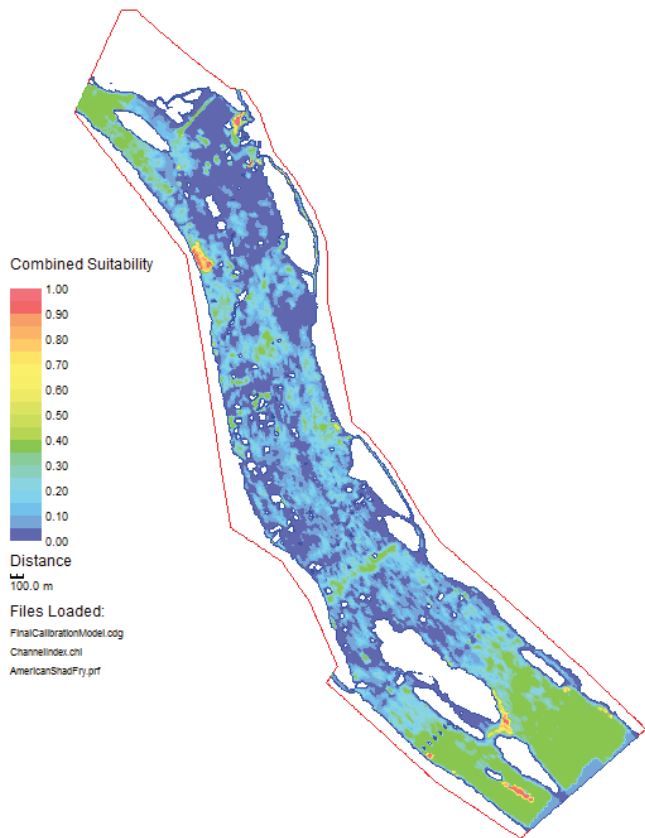 Combined Suitability
1.00
0.90
0.80
0.70
0.60
0.50
0.40
0.30
0.20
0.10
0.00
Distance
100.0 m
Files Loaded:
FinalCalibrationModel.cdg
ChannelIndex.chi
AmericanShadFry.prf